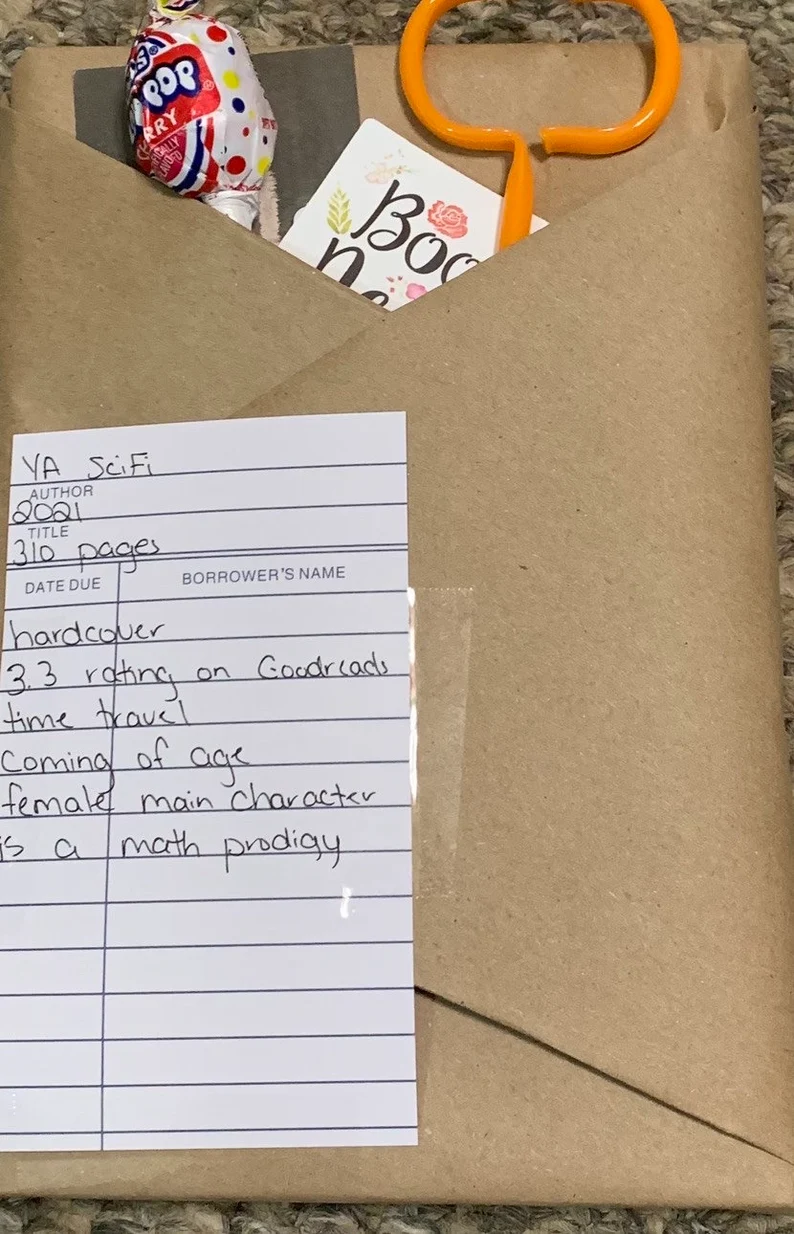 POP
RRY
Boo
Ne
YA SciFi
AUTHOR
2021
TITLE
310 pages
DATE DUE BORROWER'S NAME
hardcover
3.3 rating on Goodreads
time travel
Coming of age
female main character
is a math prodigy